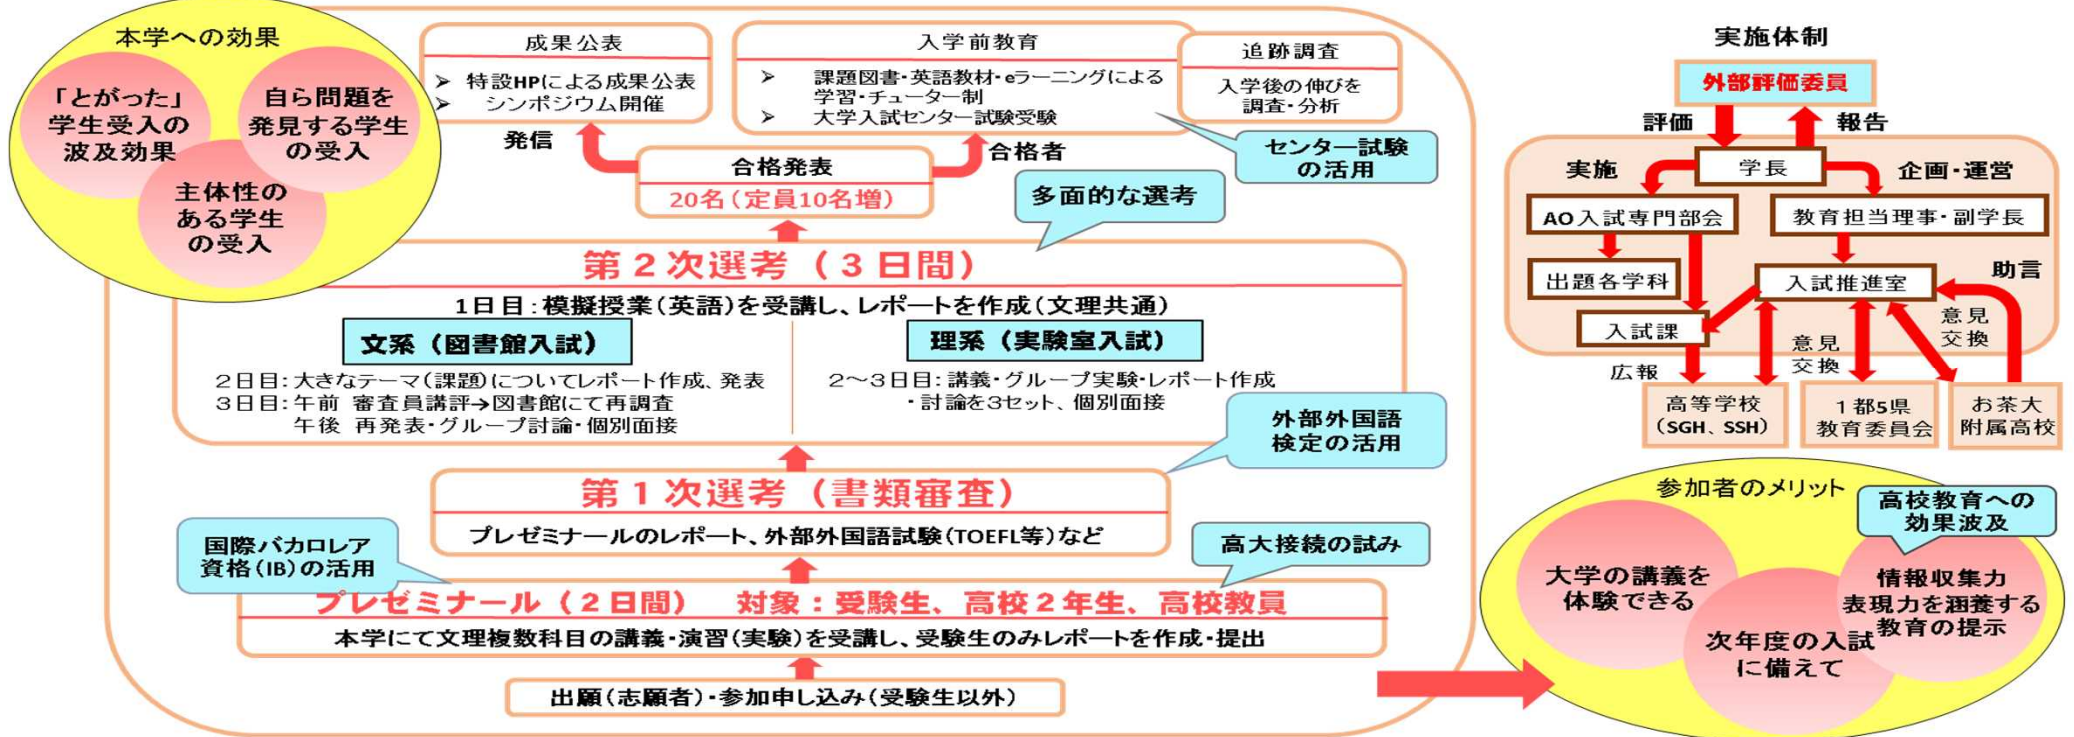 本学への効果
「とがった」
学生受入の
波及効果
自ら問題を
発見する学生
の受入
主体性の
ある学生
の受入
成果公表
➢ 特設HPによる成果公表
➢ シンポジウム開催
入学前教育
➢ 課題図書・英語教材・eラーニングによる
学習・チューター制
➢ 大学入試センター試験受験
追跡調査
入学後の伸びを
調査・分析
発信
合格者
センター試験
の活用
合格発表
20名(定員10名増)
多面的な選考
第2次選考(3日間)
1日目:模擬授業(英語)を受講し、レポートを作成(文理共通)
文系(図書館入試)
2日目:大きなテーマ(課題)についてレポート作成、発表
3日目:午前 審査員講評→図書館にて再調査
午後 再発表・グループ討論・個別面接
理系(実験室入試)
2~3日目:講義・グループ実験・レポート作成
・討論を3セット、個別面接
外部外国語
検定の活用
第1次選考(書類審査)
プレゼミナールのレポート、外部外国語試験(TOEFL等)など
国際バカロレア
資格(IB)の活用
高大接続の試み
プレゼミナール(2日間) 対象:受験生、高校2年生、高校教員
本学にて文理複数科目の講義・演習(実験)を受講し、受験生のみレポートを作成・提出
出願(志願者)・参加申し込み(受験生以外)
実施体制
外部評価委員
評価
報告
学長
実施
企画・運営
AO入試専門部会
教育担当理事・副学長
出題各学科
入試推進室
助言
入試課
広報
意見
交換
意見
交換
高等学校
(SGH、SSH)
1都5県
教育委員会
お茶大
附属高校
参加者のメリット
高校教育への
効果波及
大学の講義を
体験できる
次年度の入試
に備えて
情報収集力
表現力を涵養する
教育の提示